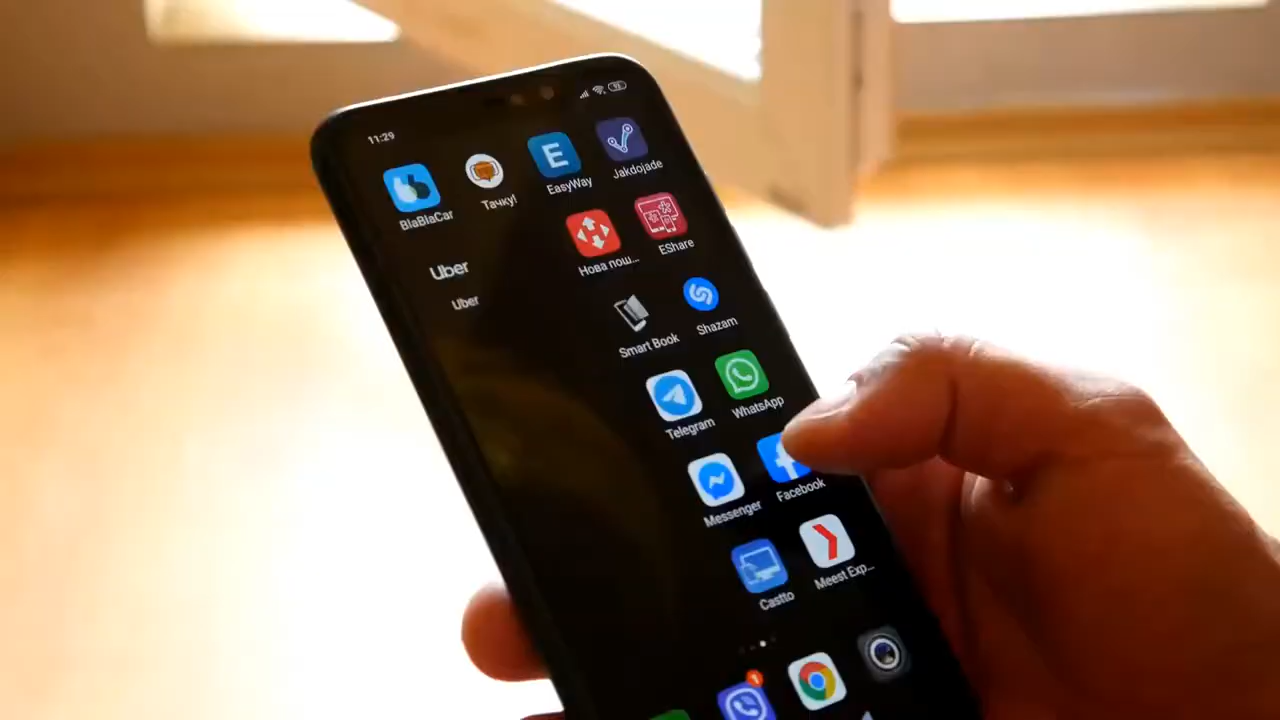 11:29
BlaBlaCar
Тачку!
E
EasyWay
Jakdojade
Uber
Uber
Нова пош...
EShare
Smart Book
Shazam
Telegram
WhatsApp
Messenger
f
Facebook
Castto
Meest Exp...
1